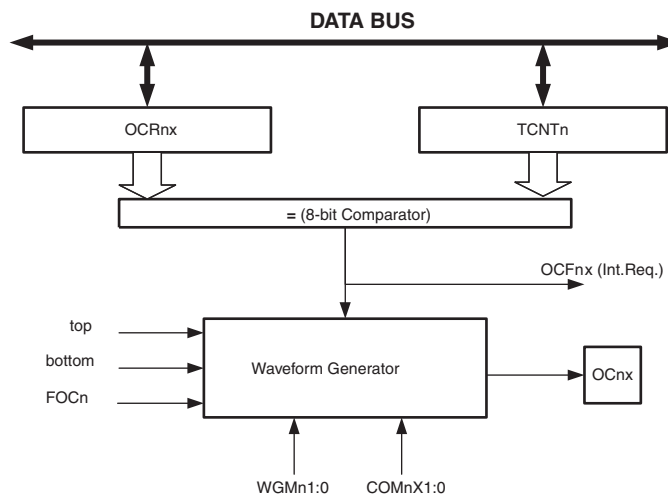 DATA BUS
OCRnx
TCNTn
= (8-bit Comparator)
OCFnx (Int.Req.)
top
bottom
FOCn
Waveform Generator
OCnx
WGMn1:0
COMnX1:0